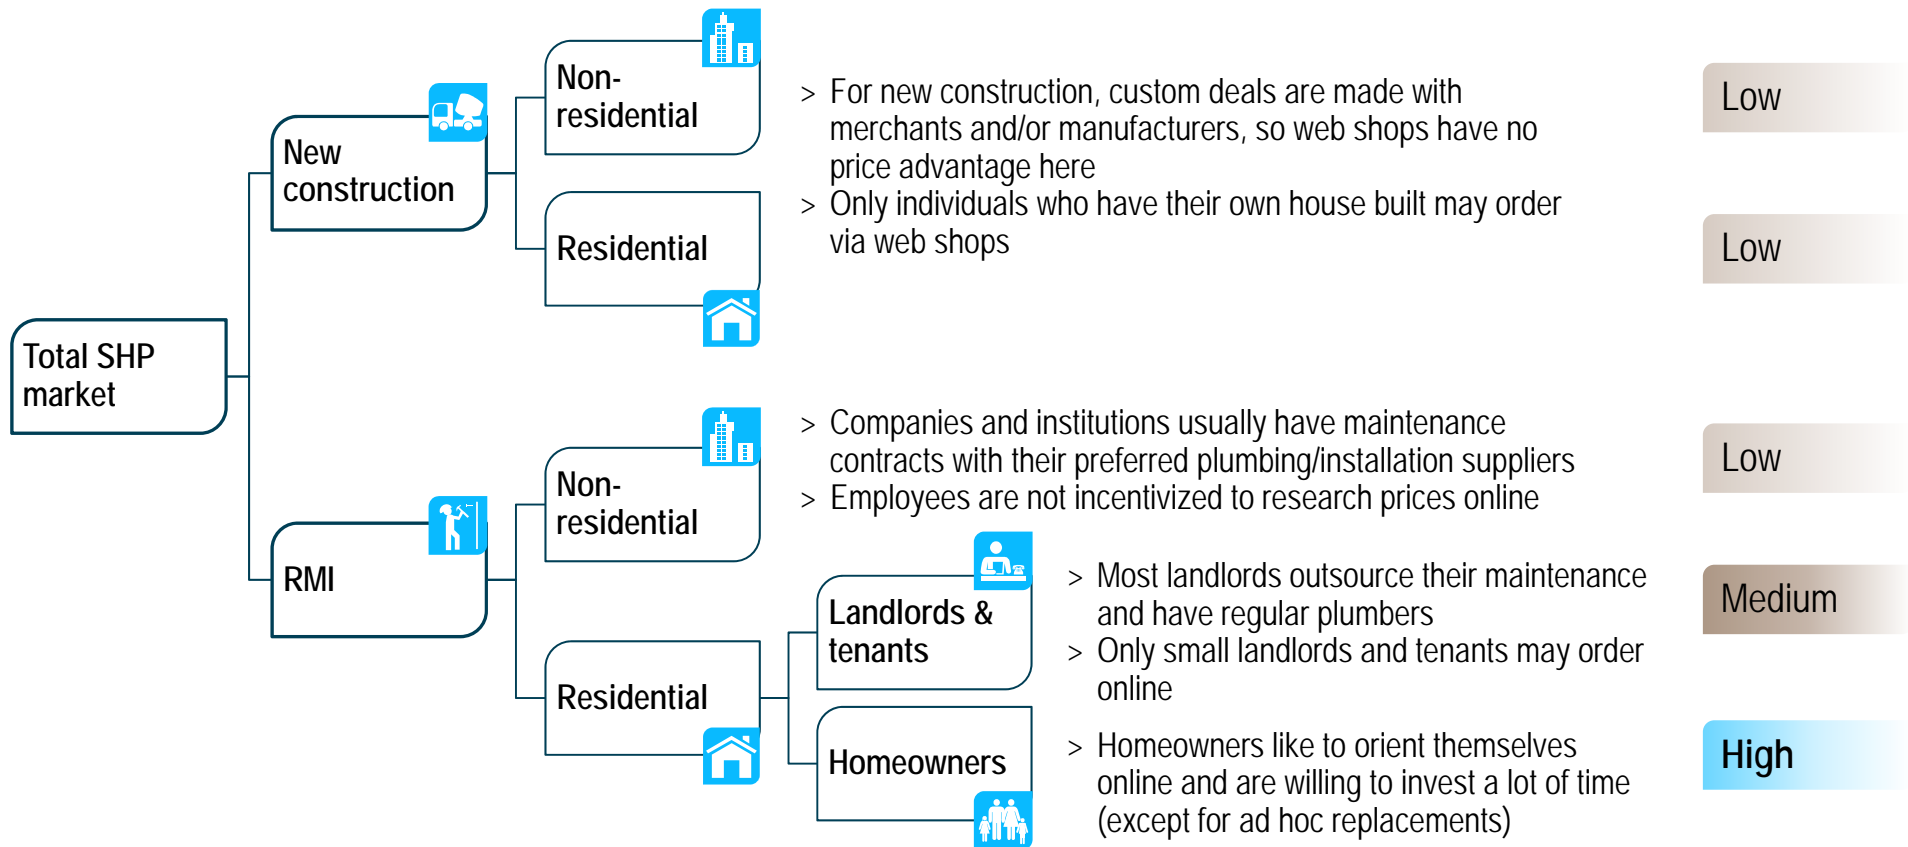 Total SHP
market
New
construction
RMI
Non-
residential
Residential
> For new construction, custom deals are made with
merchants and/or manufacturers, so web shops have no
price advantage here
> Only individuals who have their own house built may order
via web shops
Low
Low
Non-
residential
> Companies and institutions usually have maintenance
contracts with their preferred plumbing/installation suppliers
> Employees are not incentivized to research prices online
Low
Residential
Landlords &
tenants
> Most landlords outsource their maintenance
and have regular plumbers
> Only small landlords and tenants may order
online
Medium
Homeowners
> Homeowners like to orient themselves
online and are willing to invest a lot of time
(except for ad hoc replacements)
High